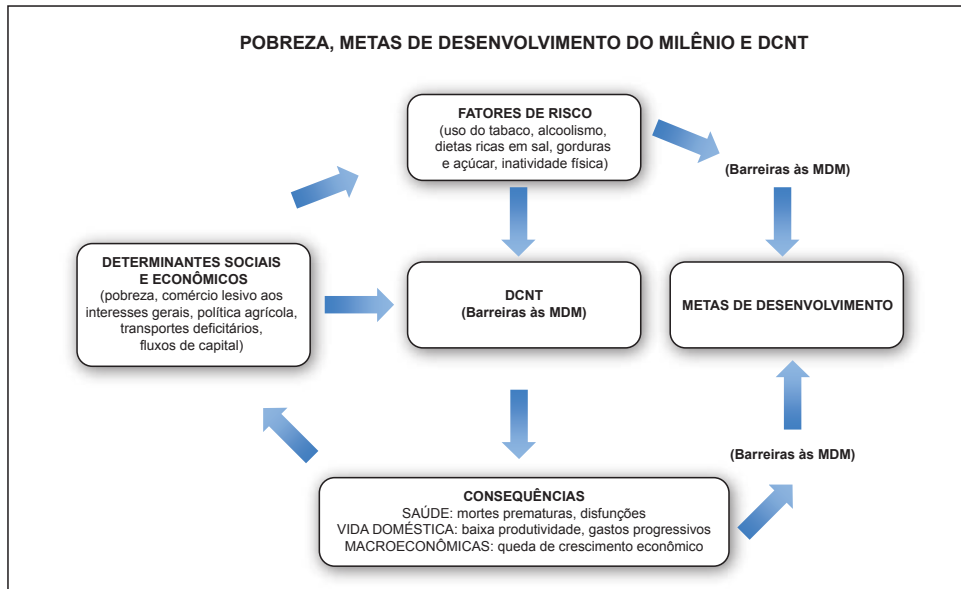 POBREZA, METAS DE DESENVOLVIMENTO DO MILÊNIO E DCNT
FATORES DE RISCO
(uso do tabaco, alcoolismo,
dietas ricas em sal, gorduras
e açúcar, inatividade física)
(Barreiras às MDM)
DETERMINANTES SOCIAIS
E ECONÔMICOS
(pobreza, comércio lesivo aos
interesses gerais, política agrícola,
transportes deficitários,
fluxos de capital)
DCNT
(Barreiras às MDM)
METAS DE DESENVOLVIMENTO
(Barreiras às MDM)
CONSEQUÊNCIAS
SAÚDE: mortes prematuras, disfunções
VIDA DOMÉSTICA: baixa produtividade, gastos progressivos
MACROECONÔMICAS: queda de crescimento econômico